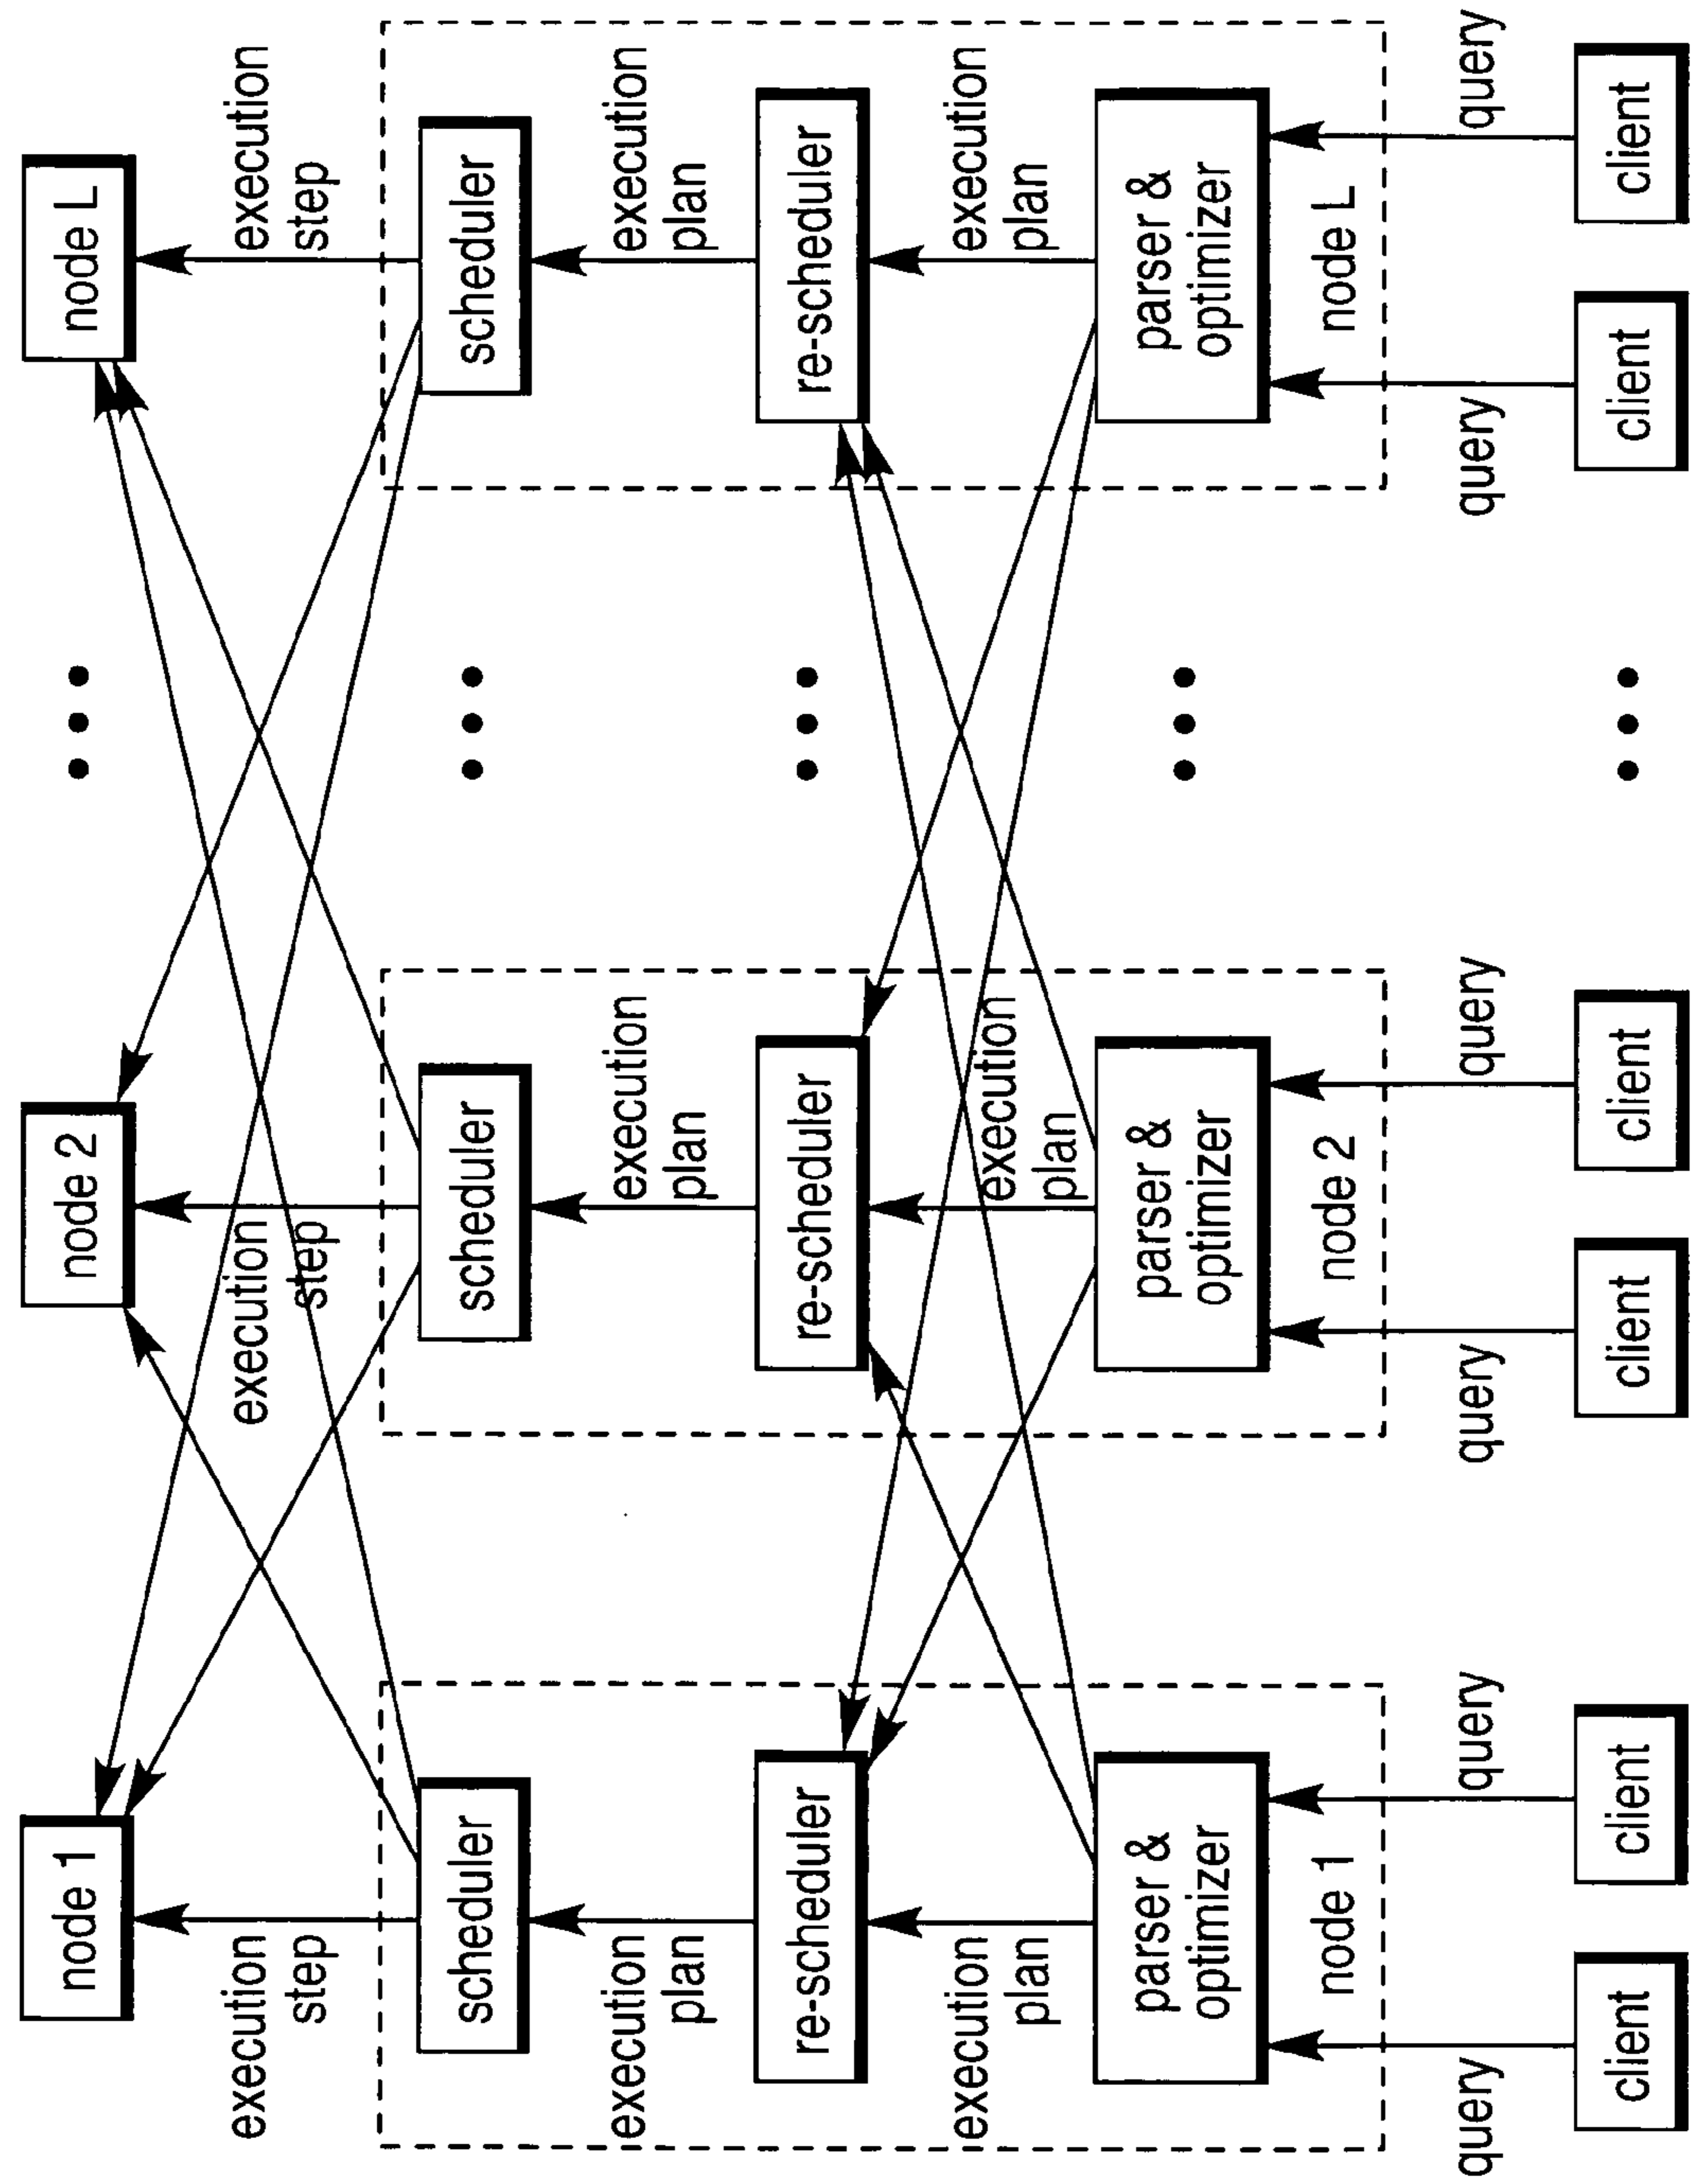 node 1
node 2
node L
execution
step
execution
step
execution
step
scheduler
scheduler
scheduler
execution
plan
execution
plan
execution
plan
re-scheduler
re-scheduler
re-scheduler
execution
plan
execution
plan
execution
plan
parser &
optimizer
parser &
optimizer
parser &
optimizer
node 1
node 2
node L
query
query
query
query
query
query
client
client
client
client
client
client